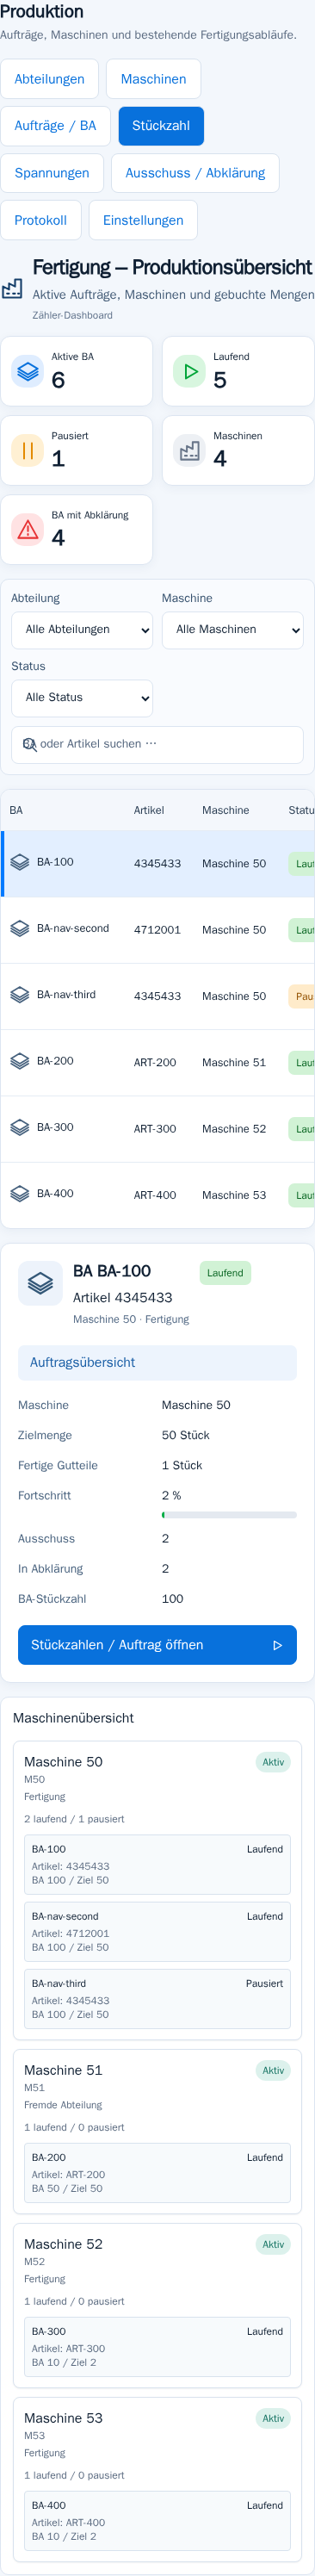 Produktion
Aufträge, Maschinen und bestehende Fertigungsabläufe.
Abteilungen
Maschinen
Aufträge / BA
Stückzahl
Spannungen
Ausschuss / Abklärung
Protokoll
Einstellungen
Fertigung — Produktionsübersicht
Aktive Aufträge, Maschinen und gebuchte Mengen
Zähler-Dashboard
Aktive BA
6
Laufend
5
Pausiert
1
Maschinen
4
BA mit Abklärung
4
Abteilung
Maschine
Alle Abteilungen
Alle Maschinen
Status
Alle Status
BA oder Artikel suchen ...
BA Artikel Maschine
BA-100 4345433 Maschine 50
BA-nav-second 4712001 Maschine 50
BA-nav-third 4345433 Maschine 50
BA-200 ART-200 Maschine 51
BA-300 ART-300 Maschine 52
BA-400 ART-400 Maschine 53
BA BA-100
Laufend
Artikel 4345433
Maschine 50 · Fertigung
Auftragsübersicht
Maschine Maschine 50
Zielmenge 50 Stück
Fertige Gutteile 1 Stück
Fortschritt 2 %
Ausschuss 2
In Abklärung 2
BA-Stückzahl 100
Stückzahlen / Auftrag öffnen
Maschinenübersicht
Maschine 50 Aktiv
M50
Fertigung
2 laufend / 1 pausiert
BA-100 Laufend
Artikel: 4345433
BA 100 / Ziel 50
BA-nav-second Laufend
Artikel: 4712001
BA 100 / Ziel 50
BA-nav-third Pausiert
Artikel: 4345433
BA 100 / Ziel 50
Maschine 51 Aktiv
M51
Fremde Abteilung
1 laufend / 0 pausiert
BA-200 Laufend
Artikel: ART-200
BA 50 / Ziel 50
Maschine 52 Aktiv
M52
Fertigung
1 laufend / 0 pausiert
BA-300 Laufend
Artikel: ART-300
BA 10 / Ziel 2
Maschine 53 Aktiv
M53
Fertigung
1 laufend / 0 pausiert
BA-400 Laufend
Artikel: ART-400
BA 10 / Ziel 2